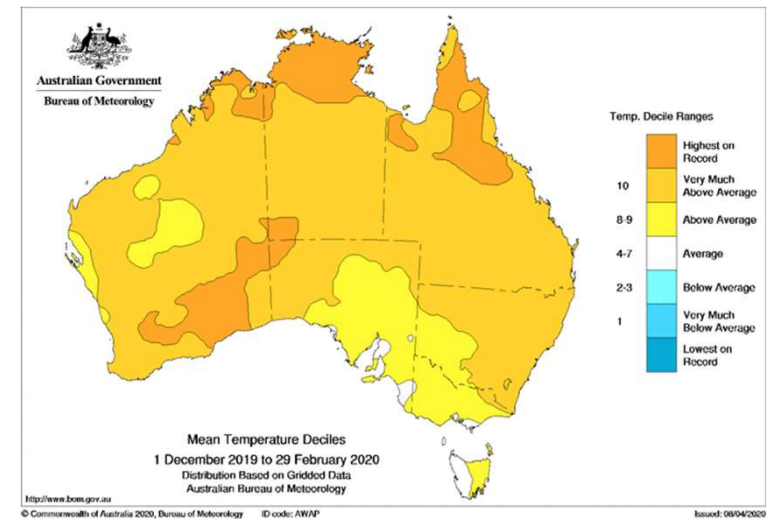 Australian Government
Bureau of Meteorology
Temp. Decile Ranges
Highest on
Record
10 Very Much
Above Average
8-9 Above Average
4-7 Average
2-3 Below Average
1 Very Much
Below Average
Lowest on
Record
Mean Temperature Deciles
1 December 2019 to 29 February 2020
Distribution Based on Gridded Data
Australian Bureau of Meteorology
http://www.bom.gov.au
© Commonwealth of Australia 2020, Bureau of Meteorology ID code: AWAP Issued: 08/04/2020